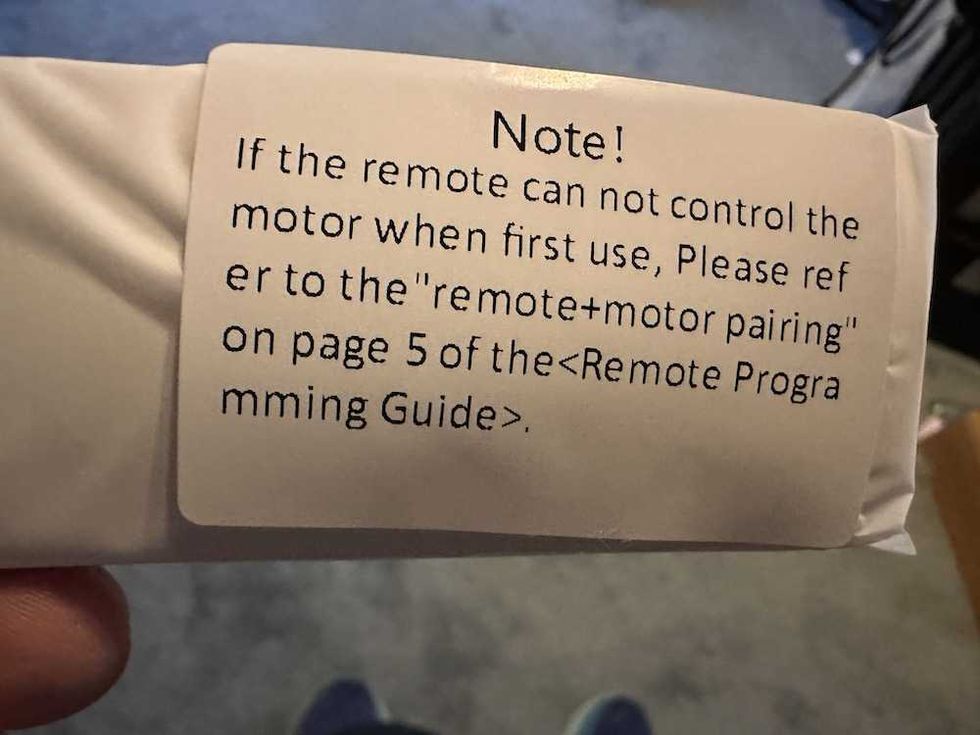 Note!
If the remote can not control the
motor when first use, Please ref
er to the"remote+motor pairing"
on page 5 of the<Remote Progra
mming Guide>.